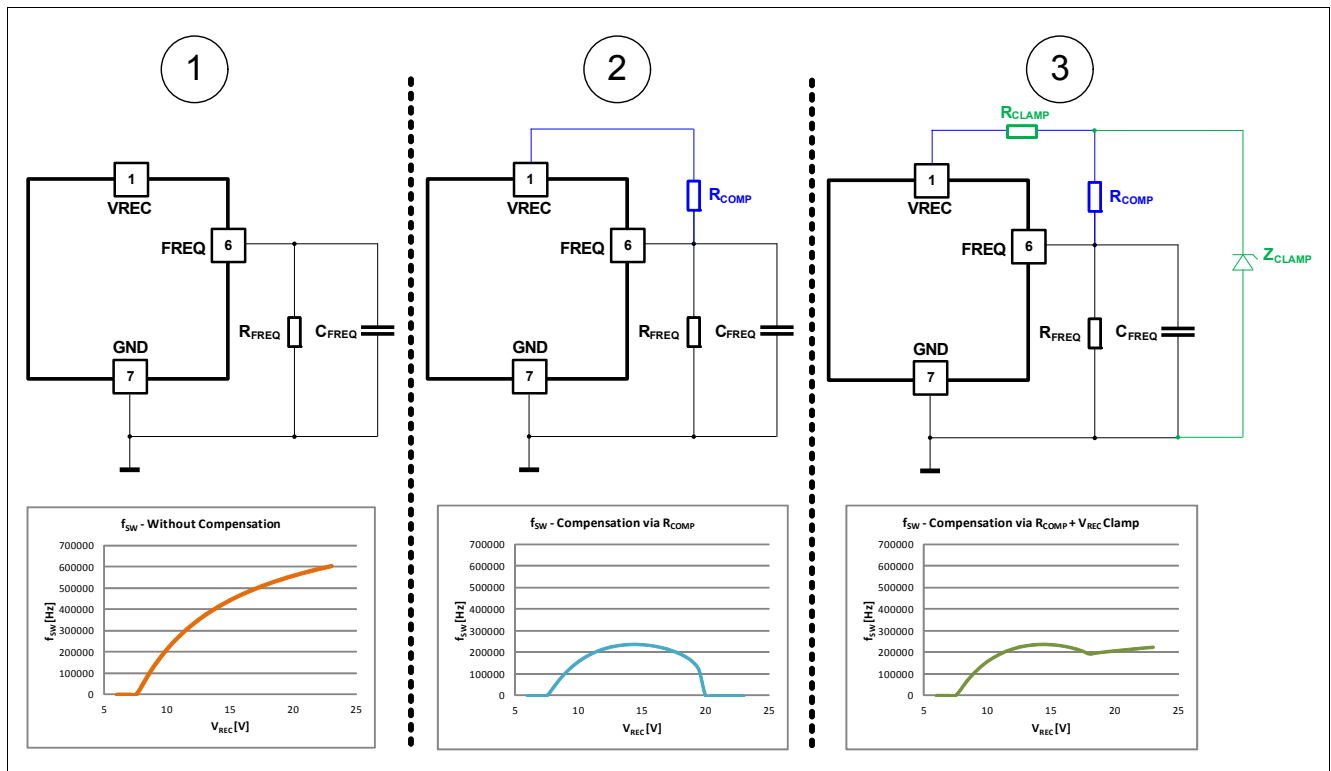 1
2
3
1
VREC
FREQ
6
RFREQ
CFREQ
GND
7
1
VREC
RCOMP
FREQ
6
RFREQ
CFREQ
GND
7
RCLAMP
1
VREC
RCOMP
FREQ
6
ZCLAMP
RFREQ
CFREQ
GND
7
fSW - Without Compensation
700000
600000
500000
400000
300000
200000
100000
0
fSW [Hz]
5
10
15
20
25
VREC [V]
fSW - Compensation via RCOMP
700000
600000
500000
400000
300000
200000
100000
0
fSW [Hz]
5
10
15
20
25
VREC [V]
fSW - Compensation via RCOMP + VREC Clamp
700000
600000
500000
400000
300000
200000
100000
0
fSW [Hz]
5
10
15
20
25
VREC [V]